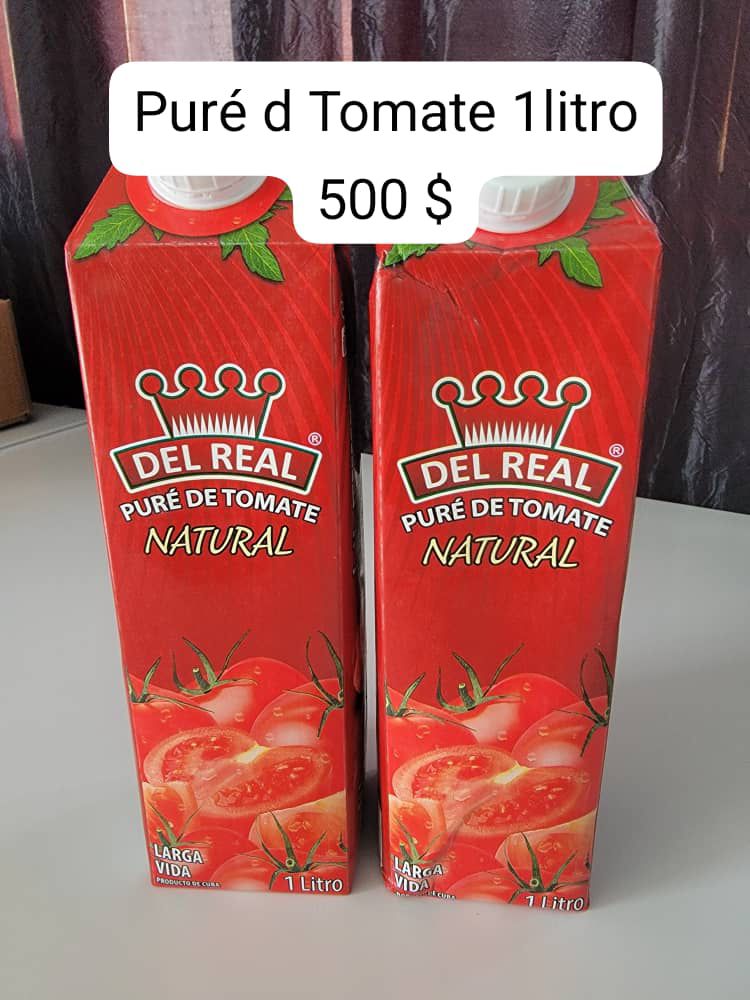 Puré d Tomate 1litro
500 $
DEL REAL ®
PURÉ DE TOMATE
NATURAL
LARGA
VIDA
PRODUCTO DE CUBA
1 Litro
DEL REAL ®
PURÉ DE TOMATE
NATURAL
LARGA
VIDA
1 Litro